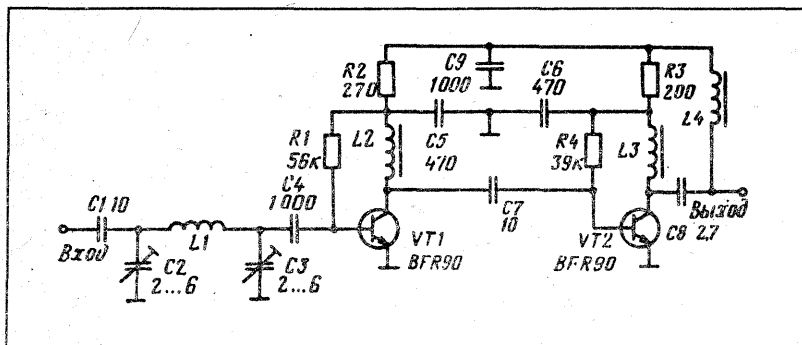 R2
270
C9
1000
C6
470
R3
200
L4
R1
56к
L2
C5
470
R4
39к
L3
C4
1000
C1 10
Вход
L1
C2
2...6
C3
2...6
VT1
BFR90
C7
10
VT2
BFR90
Выход
C8 2,7